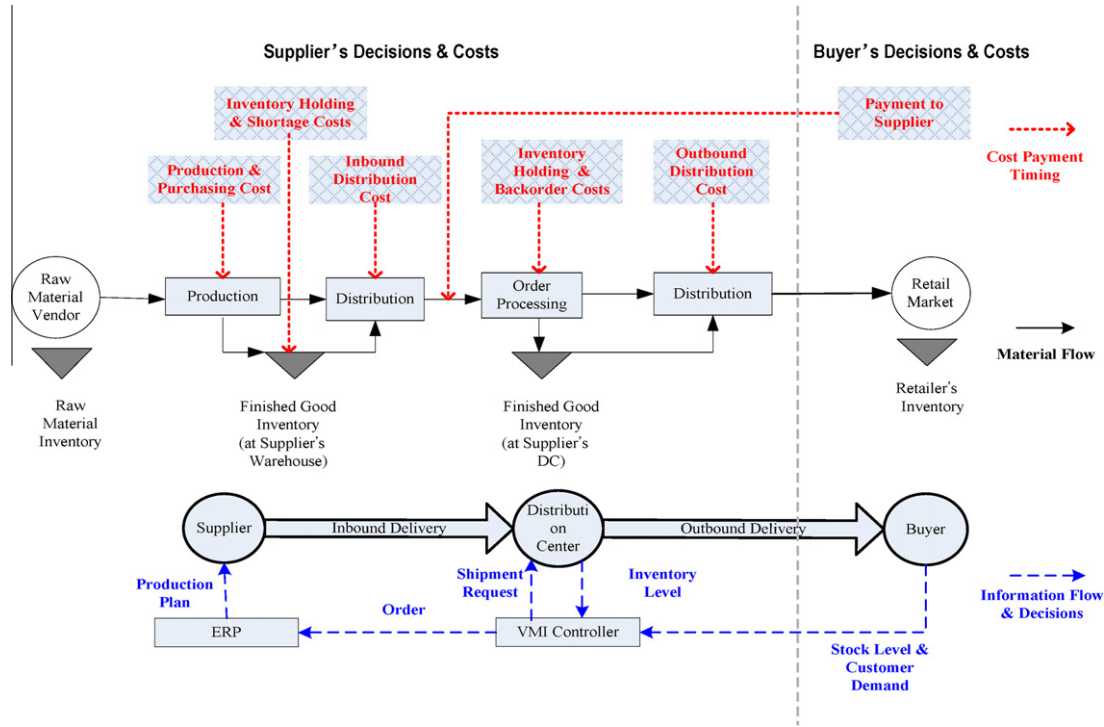 Supplier's Decisions & Costs
Buyer's Decisions & Costs
Inventory Holding
& Shortage Costs
Payment to
Supplier
Production &
Purchasing Cost
Inbound
Distribution
Cost
Inventory
Holding &
Backorder Costs
Outbound
Distribution
Cost
Cost Payment
Timing
Raw
Material
Vendor
Production
Distribution
Order
Processing
Distribution
Retail
Market
Material Flow
Raw
Material
Inventory
Finished Good
Inventory
(at Supplier's
Warehouse)
Finished Good
Inventory
(at Supplier's
DC)
Retailer's
Inventory
Supplier
Inbound Delivery
Distributi
on
Center
Outbound Delivery
Buyer
Production
Plan
Order
Shipment
Request
Inventory
Level
Information Flow
& Decisions
ERP
VMI Controller
Stock Level &
Customer
Demand